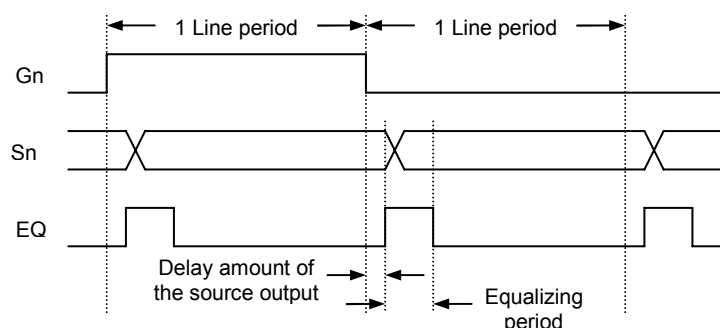 1 Line period
1 Line period
Gn
Sn
EQ
Delay amount of
the source output
Equalizing
period